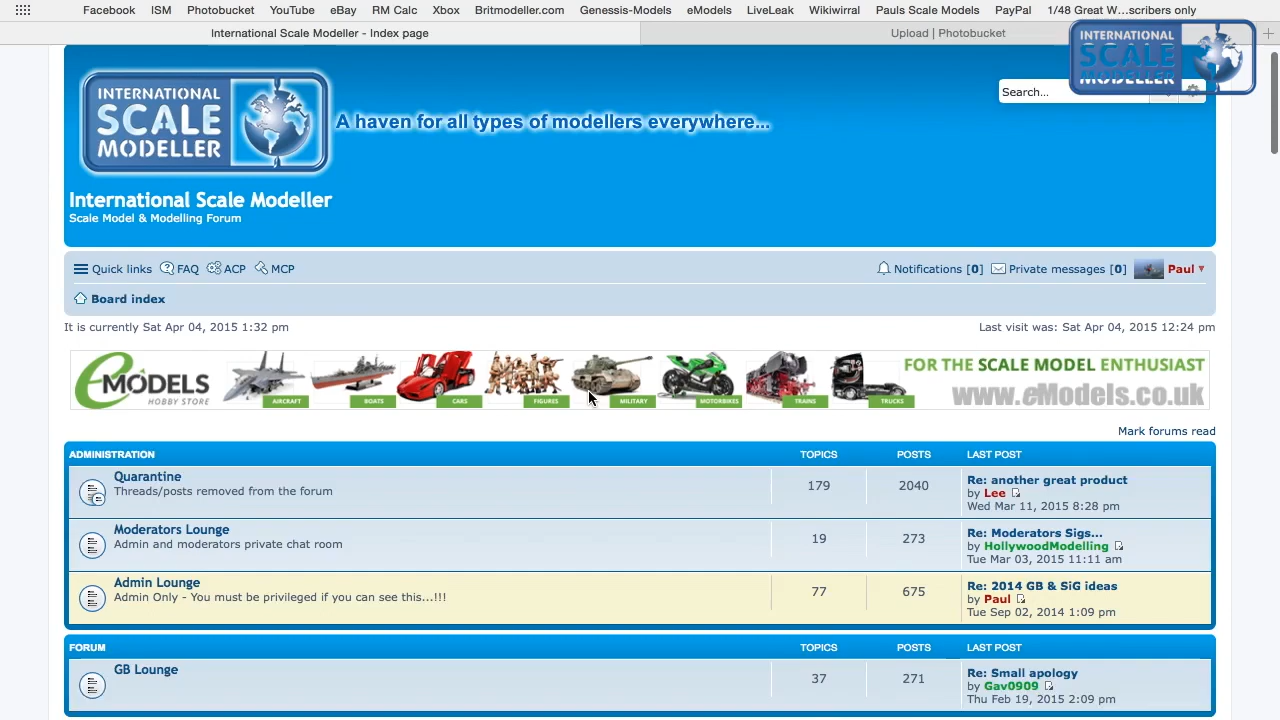 Facebook ISM Photobucket YouTube eBay RM Calc Xbox Britmodeller.com Genessis-Models eModels LiveLeak Wikiwirral Pauls Scale Models PayPal 1/48 Great W...scribers only
International Scale Modeller - Index page Upload | Photobucket
INTERNATIONAL
SCALE
MODELLER
Search...
INTERNATIONAL
SCALE
MODELLER
A haven for all types of modellers everywhere...
International Scale Modeller
Scale Model & Modelling Forum
Quick links FAQ ACP MCP Notifications [0] Private messages [0] Paul
Board index
It is currently Sat Apr 04, 2015 1:32 pm Last visit was: Sat Apr 04, 2015 12:24 pm
eMODELS
HOBBY STORE
AIRCRAFT BOATS CARS FIGURES MILITARY MOTORBIKES TRAINS TRUCKS
FOR THE SCALE MODEL ENTHUSIAST
www.eModels.co.uk
Mark forums read
ADMINISTRATION TOPICS POSTS LAST POST
Quarantine
Threads/posts removed from the forum
179 2040
Re: another great product
by Lee
Wed Mar 11, 2015 8:28 pm
Moderators Lounge
Admin and moderators private chat room
19 273
Re: Moderators Sigs...
by HollywoodModelling
Tue Mar 03, 2015 11:11 am
Admin Lounge
Admin Only - You must be privileged if you can see this...!!!
77 675
Re: 2014 GB & SiG ideas
by Paul
Tue Sep 02, 2014 1:09 pm
FORUM TOPICS POSTS LAST POST
GB Lounge
37 271
Re: Small apology
by Gav0909
Thu Feb 19, 2015 2:09 pm